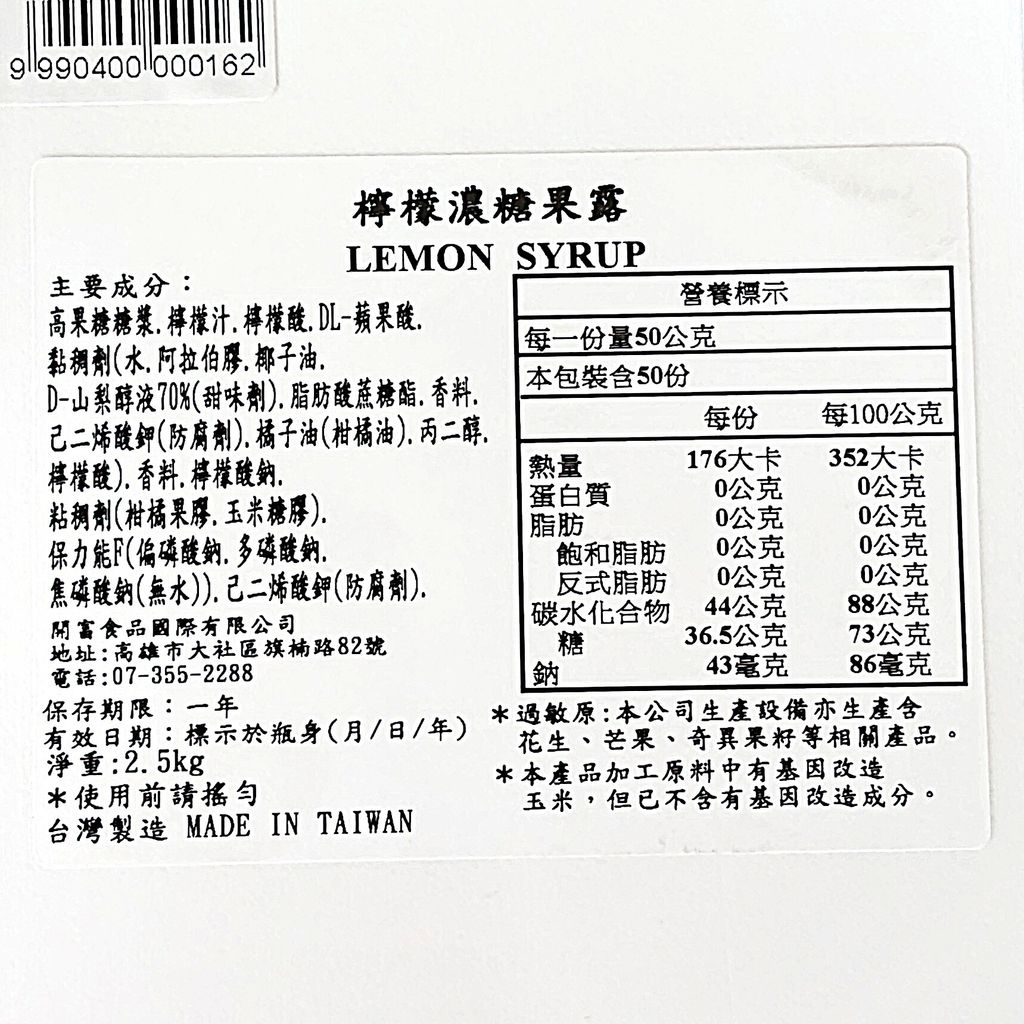 9 990400 000162
檸檬濃糖果露
LEMON SYRUP
主要成分：
高果糖糖漿.檸檬汁.檸檬酸.DL-蘋果酸.
黏稠劑(水.阿拉伯膠.椰子油.
D-山梨醇液70%(甜味劑).脂肪酸蔗糖酯.香料.
己二烯酸鉀(防腐劑).橘子油(柑橘油).丙二醇.
檸檬酸).香料.檸檬酸鈉.
粘稠劑(柑橘果膠.玉米糖膠).
保力能F(偏磷酸鈉.多磷酸鈉.
焦磷酸鈉(無水)).己二烯酸鉀(防腐劑).
開富食品國際有限公司
地址:高雄市大社區旗楠路82號
電話:07-355-2288
保存期限：一年
有效日期：標示於瓶身(月/日/年)
淨重:2.5kg
＊使用前請搖勻
台灣製造 MADE IN TAIWAN
營養標示
每一份量50公克
本包裝含50份
每份 每100公克
熱量 176大卡 352大卡
蛋白質 0公克 0公克
脂肪 0公克 0公克
飽和脂肪 0公克 0公克
反式脂肪 0公克 0公克
碳水化合物 44公克 88公克
糖 36.5公克 73公克
鈉 43毫克 86毫克
＊過敏原:本公司生產設備亦生產含
花生、芒果、奇異果籽等相關產品。
＊本產品加工原料中有基因改造
玉米，但已不含有基因改造成分。